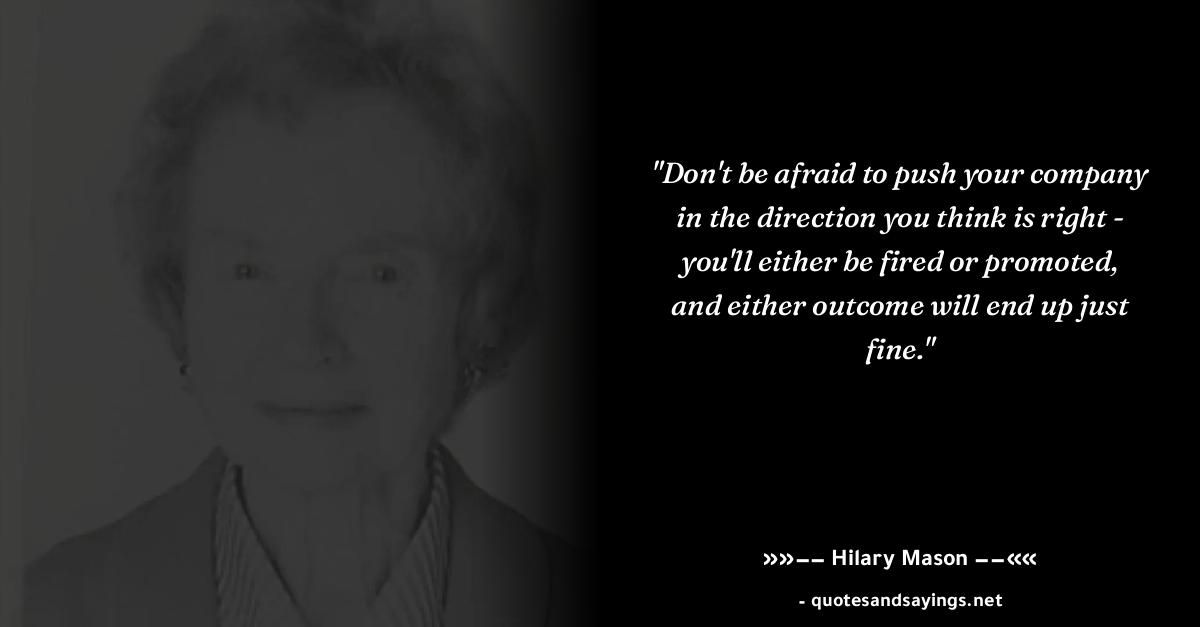 "Don't be afraid to push your company
in the direction you think is right -
you'll either be fired or promoted,
and either outcome will end up just
fine."
»»−− Hilary Mason −−««
- quotesandsayings.net